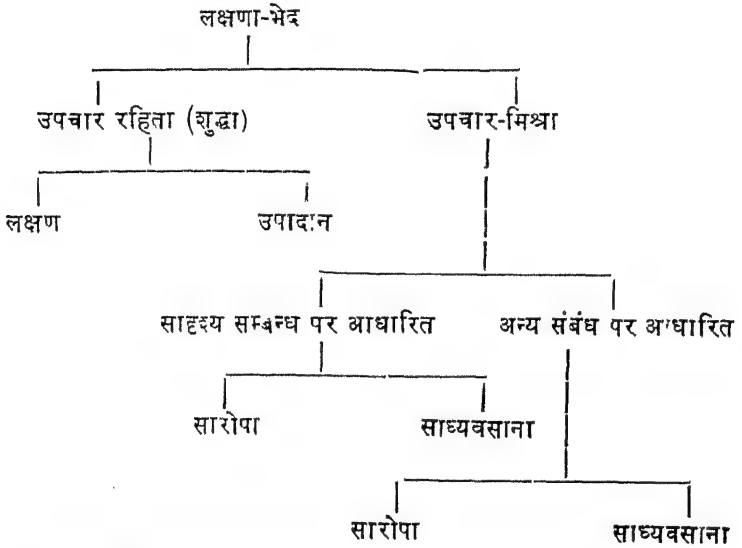 लक्षणा-भेद
उपचार रहिता (शुद्धा) उपचार-मिश्रा
लक्षण उपादान
सादृश्य सम्बन्ध पर आधारित अन्य संबंध पर आधारित
सारोपा साध्यवसाना
सारोपा साध्यवसाना